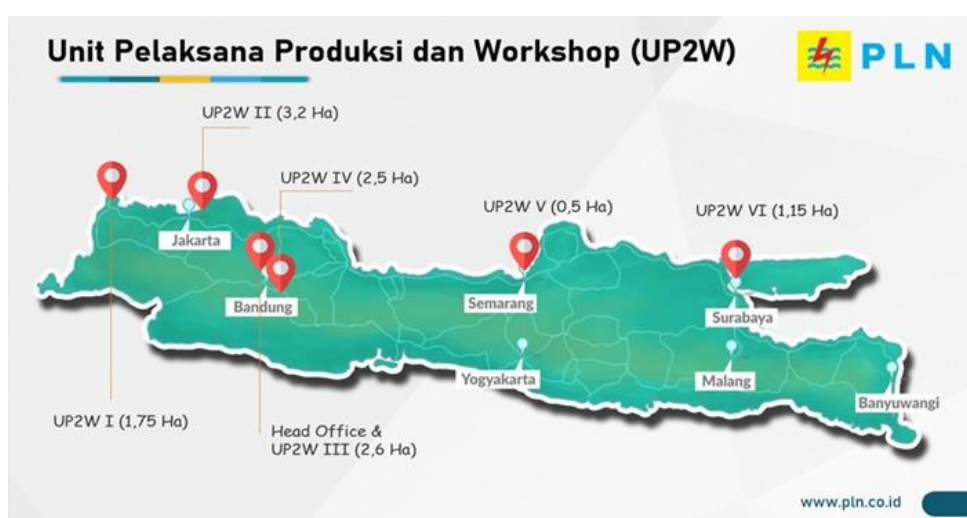 Unit Pelaksana Produksi dan Workshop (UP2W)
PLN
UP2W II (3,2 Ha)
UP2W IV (2,5 Ha)
UP2W V (0,5 Ha)
UP2W VI (1,15 Ha)
Jakarta
Bandung
Semarang
Surabaya
Yogyakarta
Malang
Banyuwangi
UP2W I (1,75 Ha)
Head Office &
UP2W III (2,6 Ha)
www.pln.co.id